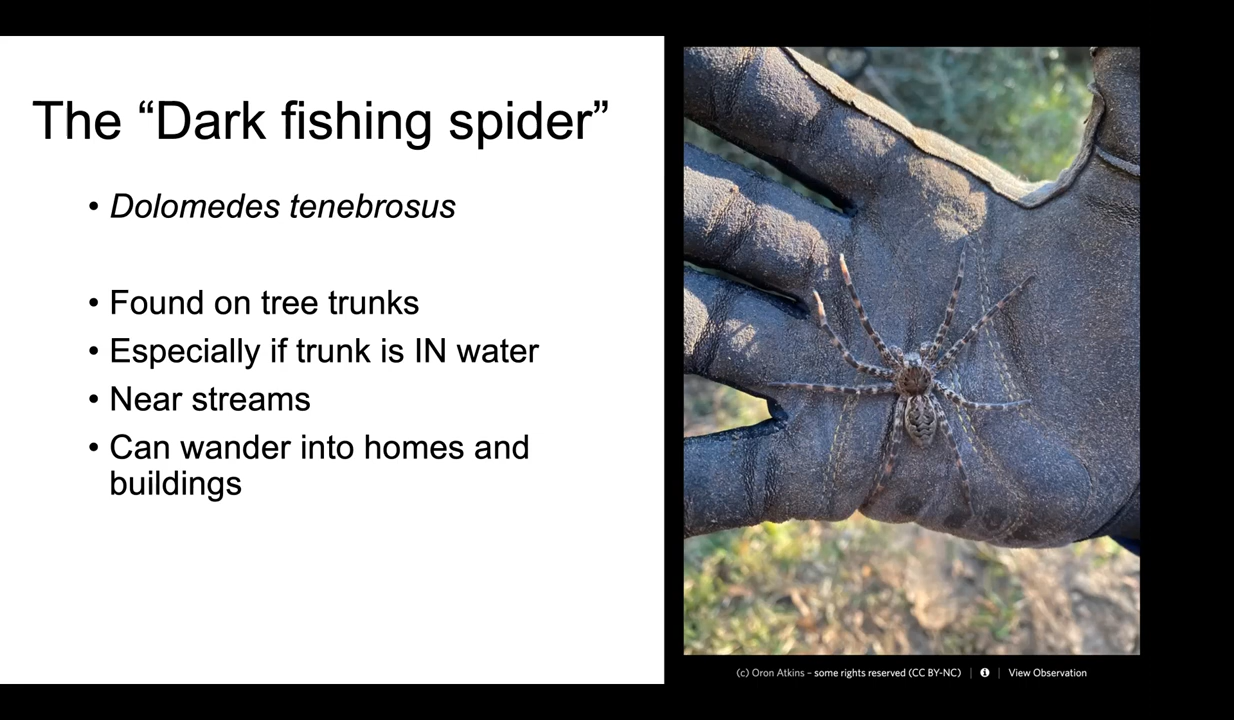 The “Dark fishing spider”
• Dolomedes tenebrosus
• Found on tree trunks
• Especially if trunk is IN water
• Near streams
• Can wander into homes and
buildings
(c) Oron Atkins – some rights reserved (CC BY-NC) | | View Observation